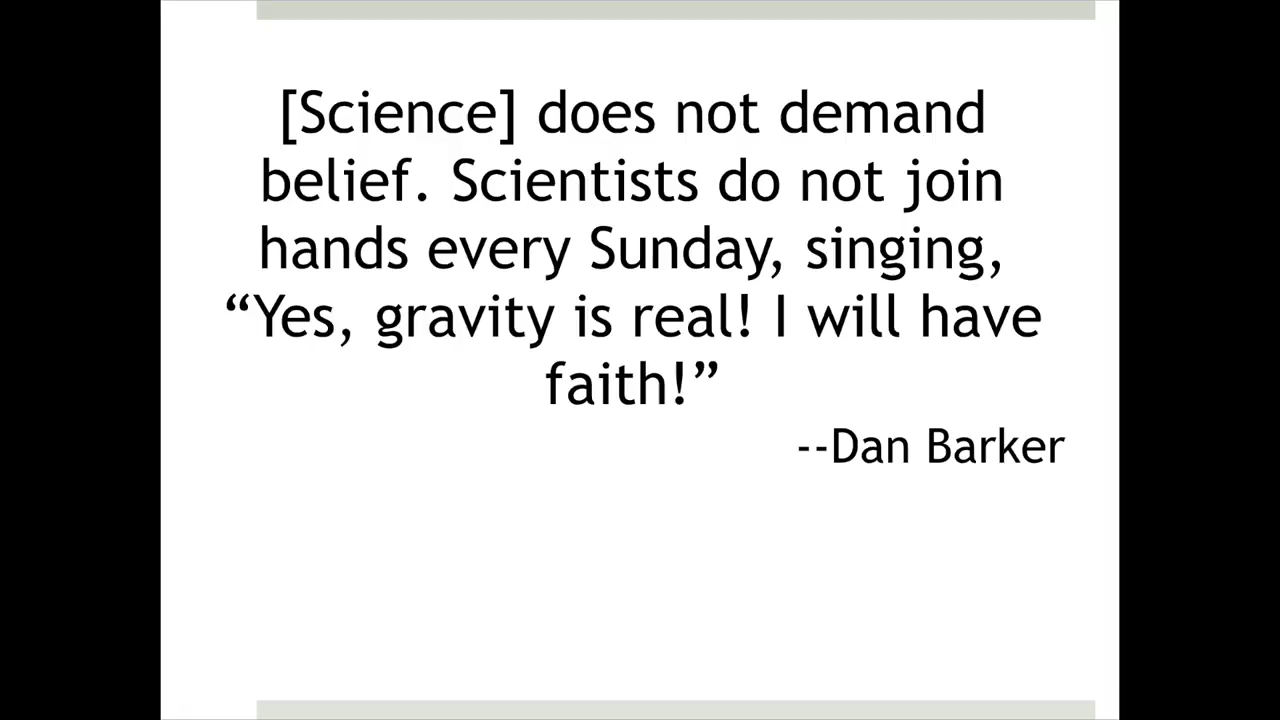 [Science] does not demand
belief. Scientists do not join
hands every Sunday, singing,
“Yes, gravity is real! I will have
faith!”
--Dan Barker